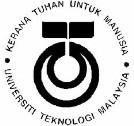 KERANA TUHAN UNTUK MANUSIA
UNIVERSITI TEKNOLOGI MALAYSIA